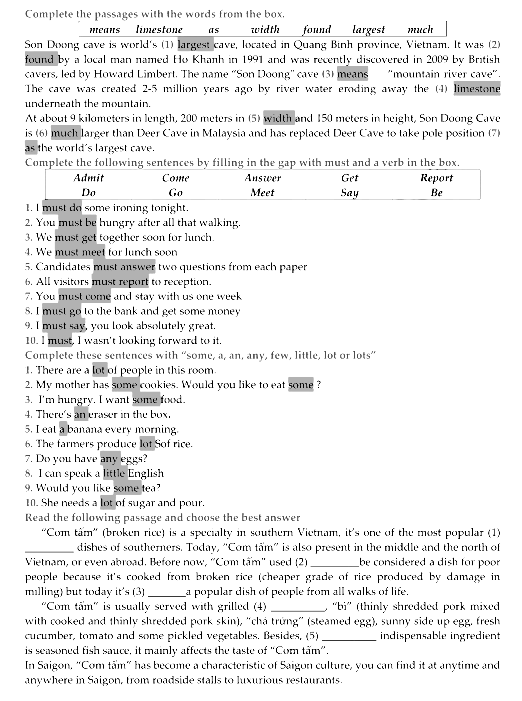 Complete the passages with the words from the box.
means limestone as width found largest much
Son Doong cave is world's (1) largest cave, located in Quang Binh province, Vietnam. It was (2)
found by a local man named Ho Khanh in 1991 and was recently discovered in 2009 by British
cavers, led by Howard Limbert. The name "Son Doong" cave (3) means "mountain river cave".
The cave was created 2-5 million years ago by river water eroding away the (4) limestone
underneath the mountain.
At about 9 kilometers in length, 200 meters in (5) width and 150 meters in height, Son Doong Cave
is (6) much larger than Deer Cave in Malaysia and has replaced Deer Cave to take pole position (7)
as the world's largest cave.
Complete the following sentences by filling in the gap with must and a verb in the box.
Admit Come Answer Get Report
Do Go Meet Say Be
1. I must do some ironing tonight.
2. You must be hungry after all that walking.
3. We must get together soon for lunch.
4. We must meet for lunch soon
5. Candidates must answer two questions from each paper
6. All visitors must report to reception.
7. You must come and stay with us one week
8. I must go to the bank and get some money
9. I must say, you look absolutely great.
10. I must, I wasn't looking forward to it.
Complete these sentences with "some, a, an, any, few, little, lot or lots"
1. There are a lot of people in this room.
2. My mother has some cookies. Would you like to eat some ?
3. I'm hungry. I want some food.
4. There's an eraser in the box.
5. I eat a banana every morning.
6. The farmers produce lot Sof rice.
7. Do you have any eggs?
8. I can speak a little English
9. Would you like some tea?
10. She needs a lot of sugar and pour.
Read the following passage and choose the best answer
"Com tấm" (broken rice) is a specialty in southern Vietnam, it's one of the most popular (1)
_________ dishes of southerners. Today, "Com tấm" is also present in the middle and the north of
Vietnam, or even abroad. Before now, "Com tấm" used (2) _________be considered a dish for poor
people because it's cooked from broken rice (cheaper grade of rice produced by damage in
milling) but today it's (3) _______a popular dish of people from all walks of life.
"Com tấm" is usually served with grilled (4) _________, "bì" (thinly shredded pork mixed
with cooked and thinly shredded pork skin), "chả trứng" (steamed egg), sunny side up egg, fresh
cucumber, tomato and some pickled vegetables. Besides, (5) _________ indispensable ingredient
is seasoned fish sauce, it mainly affects the taste of "Com tấm".
In Saigon, "Com tấm" has become a characteristic of Saigon culture, you can find it at anytime and
anywhere in Saigon, from roadside stalls to luxurious restaurants.